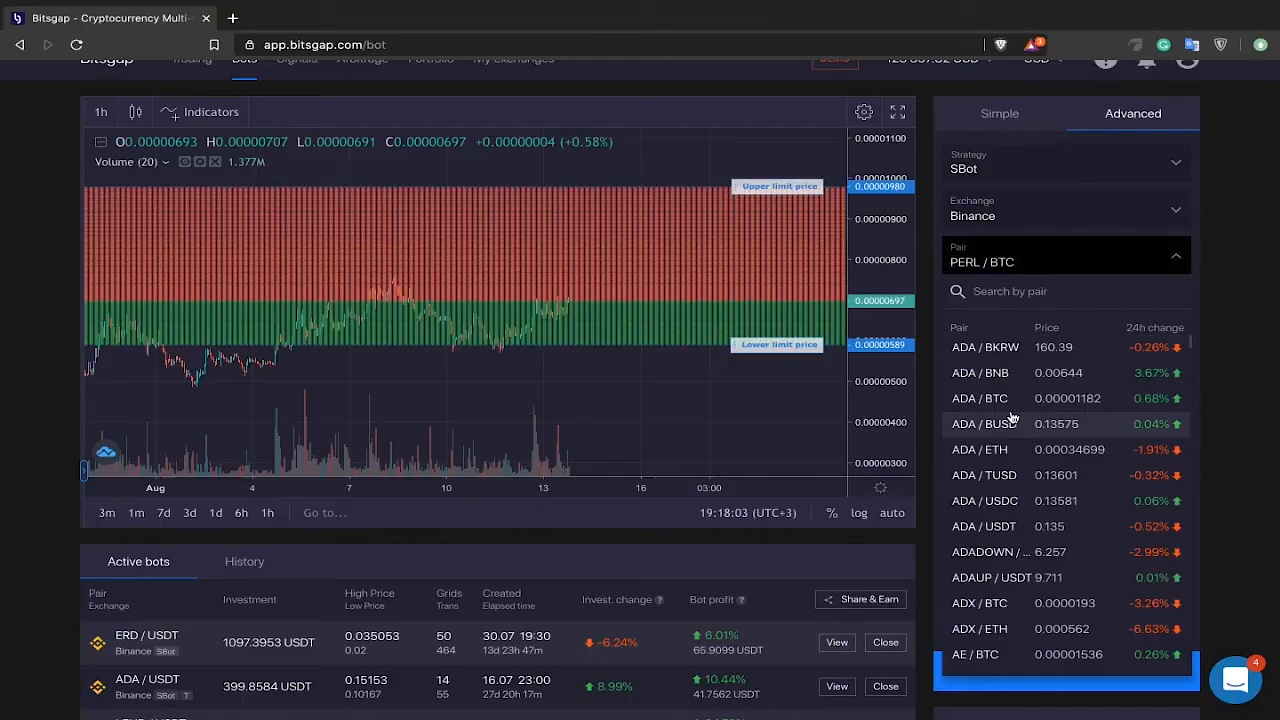 Bitsgap - Cryptocurrency Multi-
app.bitsgap.com/bot
3
Bitsgap Trading Bots Signals Arbitrage Portfolio My exchanges DEMO USD
1h Indicators
O0.00000693 H0.00000707 L0.00000691 C0.00000697 +0.00000004 (+0.58%)
Volume (20) 1.377M
0.00001100
0.00001000
0.00000980
0.00000900
0.00000800
0.00000697
0.00000589
0.00000500
0.00000400
0.00000300
Upper limit price
Lower limit price
Aug 4 7 10 13 16 03:00
3m 1m 7d 3d 1d 6h 1h Go to... 19:18:03 (UTC+3) % log auto
Active bots History
Pair
Exchange
Investment
High Price
Low Price
Grids
Trans
Created
Elapsed time
Invest. change ?
Bot profit ?
Share & Earn
ERD / USDT
Binance SBot
1097.3953 USDT
0.035053
0.02
50
464
30.07 19:30
13d 23h 47m
-6.24%
6.01%
65.9099 USDT
View Close
ADA / USDT
Binance SBot T
399.8584 USDT
0.15153
0.10167
14
55
16.07 23:00
27d 20h 17m
8.99%
10.44%
41.7562 USDT
View Close
Simple Advanced
Strategy
SBot
Exchange
Binance
Pair
PERL / BTC
Search by pair
Pair Price 24h change
ADA / BKRW 160.39 -0.26%
ADA / BNB 0.00644 3.67%
ADA / BTC 0.00001182 0.68%
ADA / BUSD 0.13575 0.04%
ADA / ETH 0.00034699 -1.91%
ADA / TUSD 0.13601 -0.32%
ADA / USDC 0.13581 0.06%
ADA / USDT 0.135 -0.52%
ADADOWN / ... 6.257 -2.99%
ADAUP / USDT 9.711 0.01%
ADX / BTC 0.0000193 -3.26%
ADX / ETH 0.000562 -6.63%
AE / BTC 0.00001536 0.26%
4